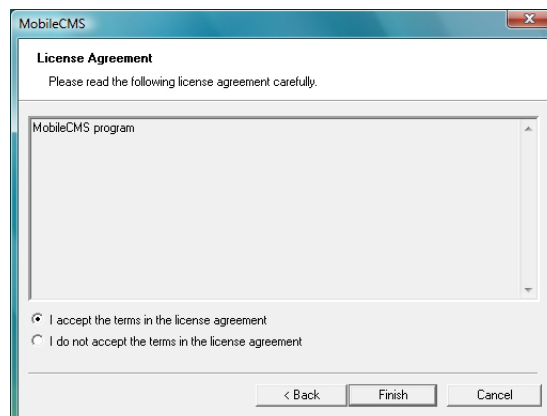 MobileCMS
License Agreement
Please read the following license agreement carefully.
MobileCMS program
I accept the terms in the license agreement
I do not accept the terms in the license agreement
< Back Finish Cancel